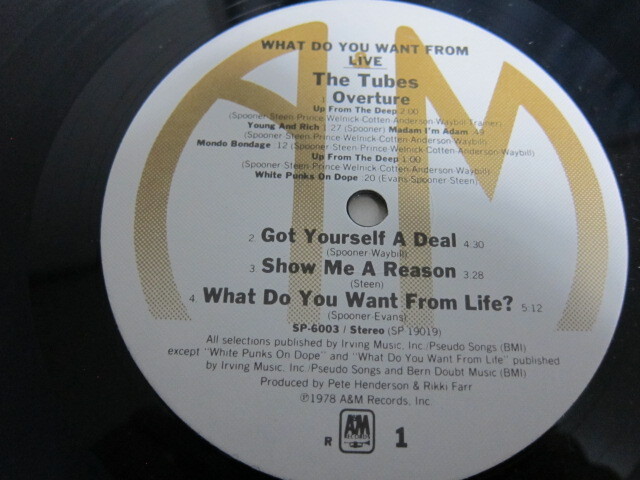 WHAT DO YOU WANT FROM
LIVE
The Tubes
1. Overture
Up From The Deep 2:00
(Spooner-Steen-Prince-Welnick-Cotten-Anderson-Waybill-Trainer)
Young And Rich 1:27 (Spooner) Madam I'm Adam :49
(Spooner-Steen-Prince-Welnick-Cotten-Anderson-Waybill)
Mondo Bondage :12 (Spooner-Steen-Prince-Welnick-Cotten-Anderson-Waybill)
Up From The Deep 1:00
(Spooner-Steen-Prince-Welnick-Cotten-Anderson-Waybill)
White Punks On Dope :20 (Evans-Spooner-Steen)
2. Got Yourself A Deal 4:30
(Spooner-Waybill)
3. Show Me A Reason 3:28
(Steen)
4. What Do You Want From Life? 5:12
(Spooner-Evans)
SP-6003 / Stereo (SP 19019)
All selections published by Irving Music, Inc./Pseudo Songs (BMI)
except "White Punks On Dope" and "What Do You Want From Life" published
by Irving Music, Inc./Pseudo Songs and Bern Doubt Music (BMI)
Produced by Pete Henderson & Rikki Farr
℗1978 A&M Records, Inc.
R A&M RECORDS 1